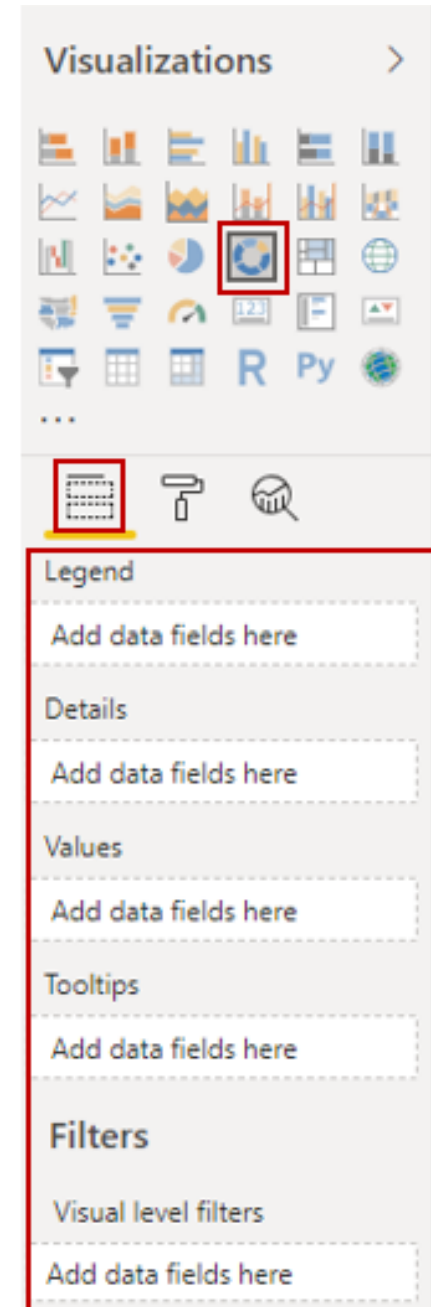 Visualizations
123
R Py
...
Legend
Add data fields here
Details
Add data fields here
Values
Add data fields here
Tooltips
Add data fields here
Filters
Visual level filters
Add data fields here